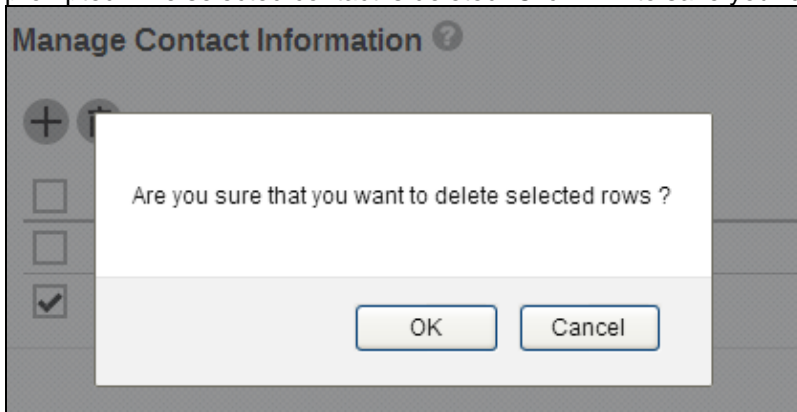 Manage Contact Information ?
Are you sure that you want to delete selected rows ?
OK
Cancel